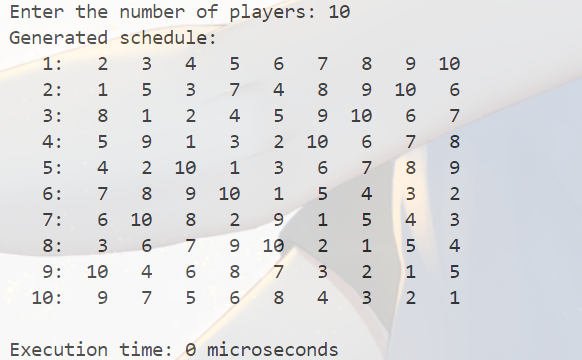 Enter the number of players: 10
Generated schedule:
1: 2 3 4 5 6 7 8 9 10
2: 1 5 3 7 4 8 9 10 6
3: 8 1 2 4 5 9 10 6 7
4: 5 9 1 3 2 10 6 7 8
5: 4 2 10 1 3 6 7 8 9
6: 7 8 9 10 1 5 4 3 2
7: 6 10 8 2 9 1 5 4 3
8: 3 6 7 9 10 2 1 5 4
9: 10 4 6 8 7 3 2 1 5
10: 9 7 5 6 8 4 3 2 1
Execution time: 0 microseconds